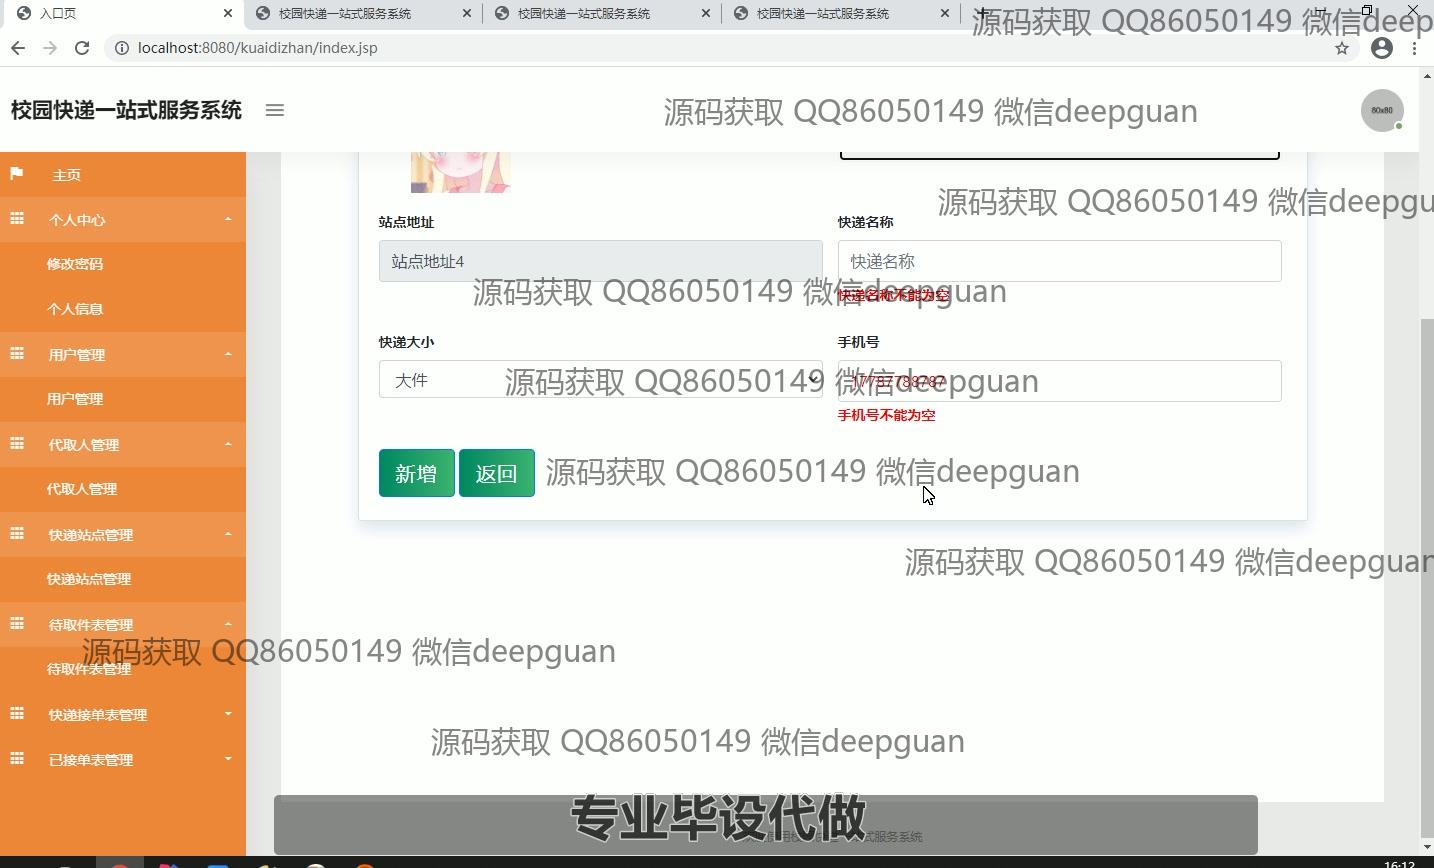 入口页
校园快递一站式服务系统
校园快递一站式服务系统
校园快递一站式服务系统
源码获取 QQ86050149 微信deep
localhost:8080/kuaidizhan/index.jsp
校园快递一站式服务系统
源码获取 QQ86050149 微信deepguan
80x80
主页
个人中心
源码获取 QQ86050149 微信deepgu
站点地址
快递名称
站点地址4
快递名称
修改密码
源码获取 QQ86050149 微信deepguan
快递名称不能为空
个人信息
快递大小
手机号
用户管理
大件
源码获取 QQ86050149 微信deepguan
17787788787
用户管理
手机号不能为空
代取人管理
新增
返回
源码获取 QQ86050149 微信deepguan
代取人管理
快递站点管理
源码获取 QQ86050149 微信deepguan
快递站点管理
待取件表管理
源码获取 QQ86050149 微信deepguan
待取件表管理
快递接单表管理
源码获取 QQ86050149 微信deepguan
已接单表管理
专业毕设代做
式服务系统
16:12